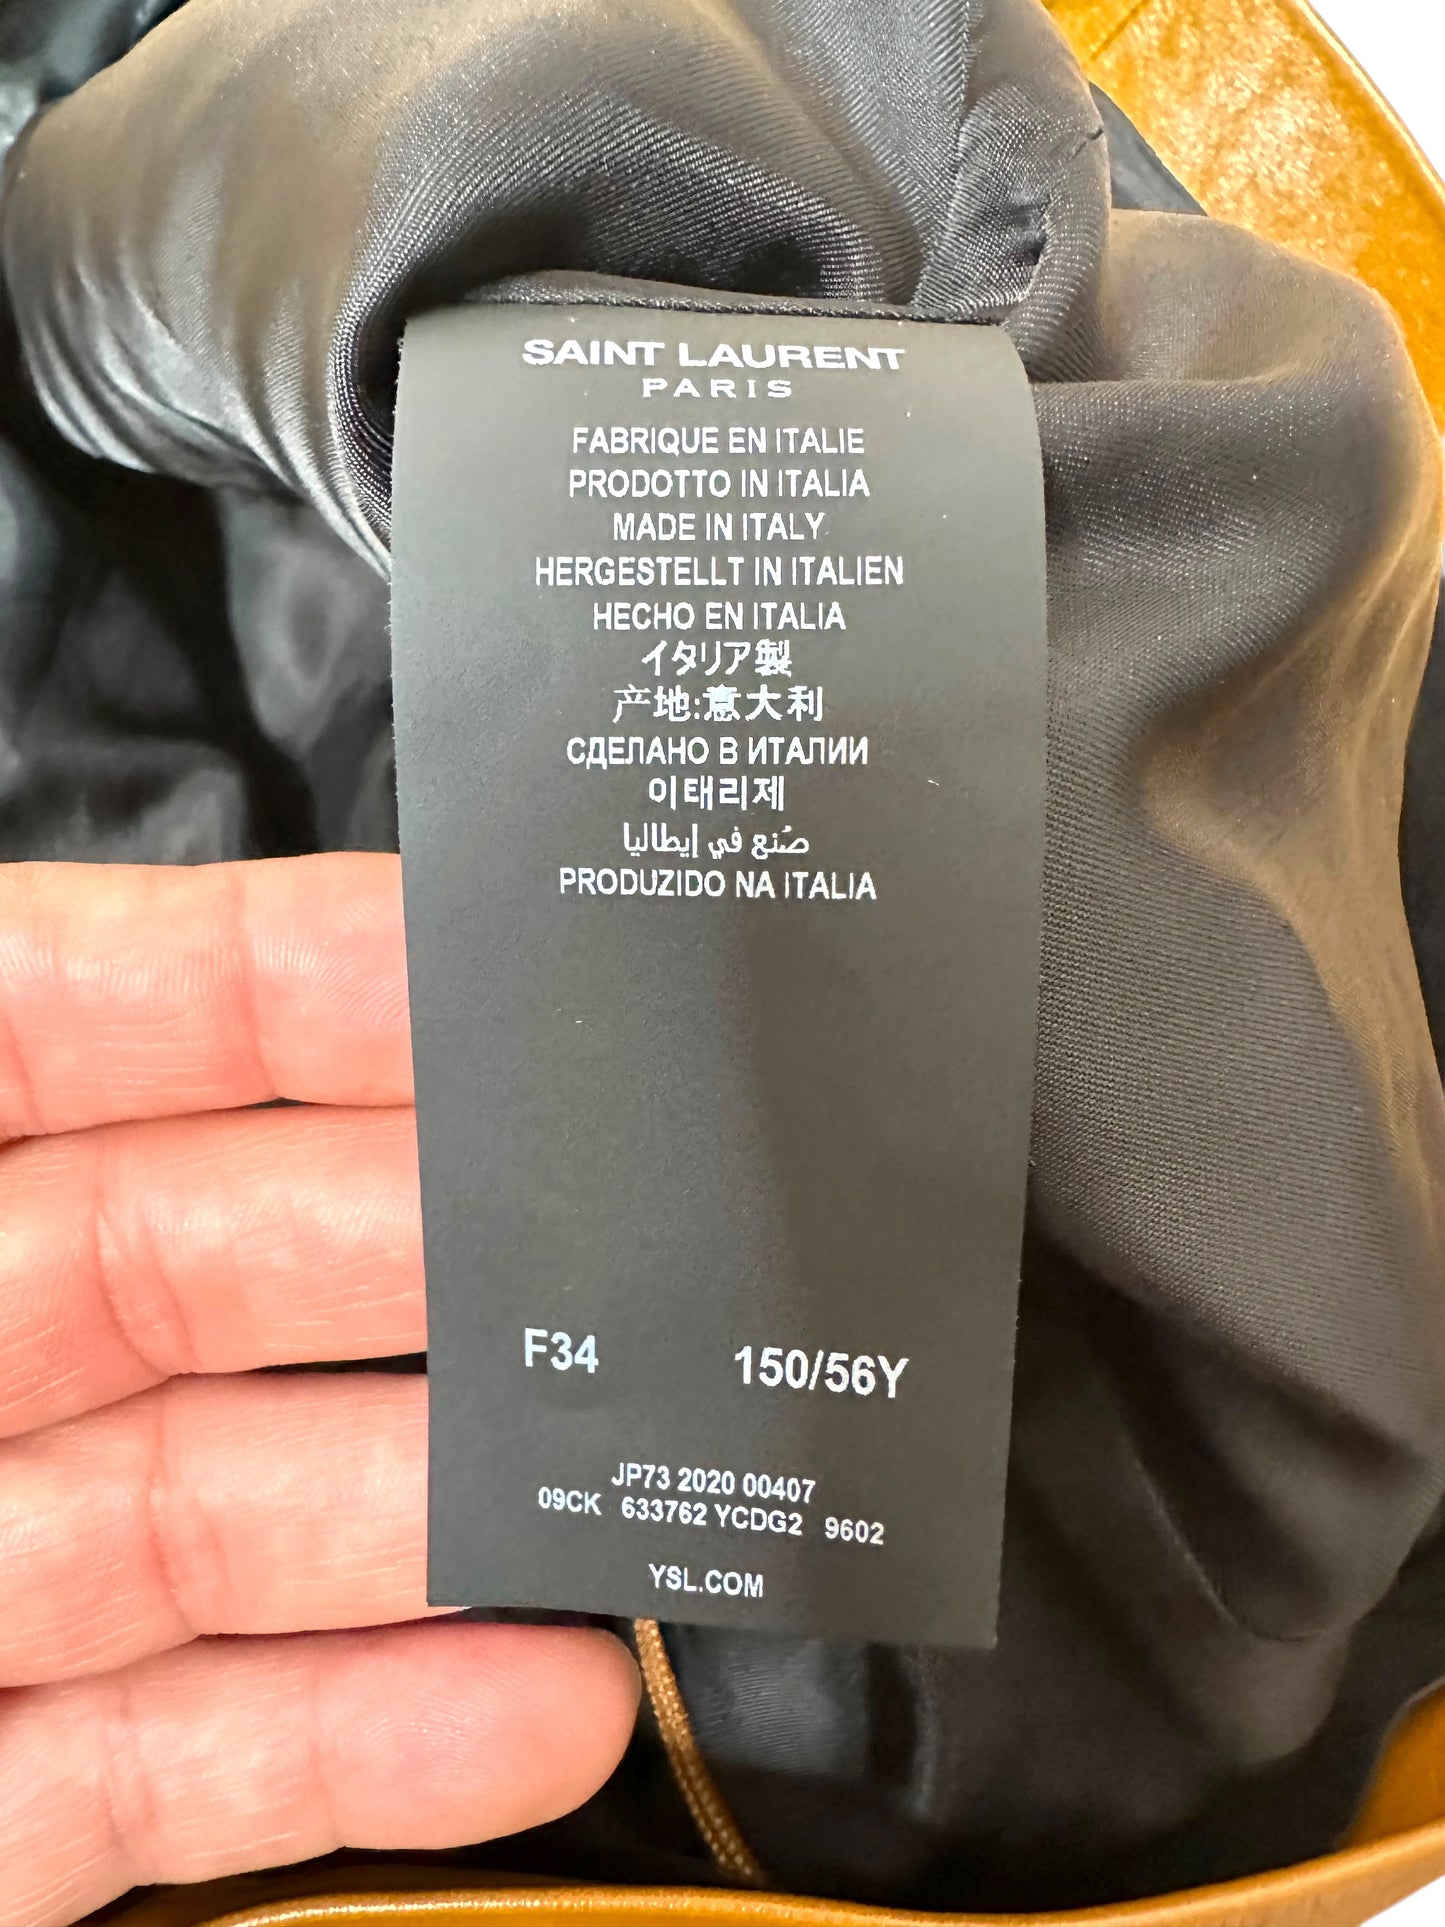 SAINT LAURENT
PARIS
FABRIQUE EN ITALIE
PRODOTTO IN ITALIA
MADE IN ITALY
HERGESTELLT IN ITALIEN
HECHO EN ITALIA
イタリア製
产地:意大利
СДЕЛАНО В ИТАЛИИ
이태리제
صُنع في إيطاليا
PRODUZIDO NA ITALIA
F34 150/56Y
JP73 2020 00407
09CK 633762 YCDG2 9602
YSL.COM